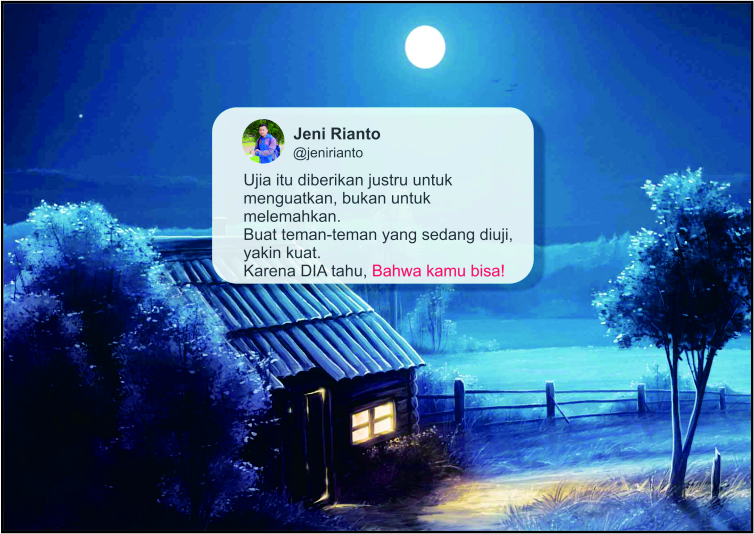 Jeni Rianto
@jenirianto
Ujia itu diberikan justru untuk
menguatkan, bukan untuk
melemahkan.
Buat teman-teman yang sedang diuji,
yakin kuat.
Karena DIA tahu, Bahwa kamu bisa!